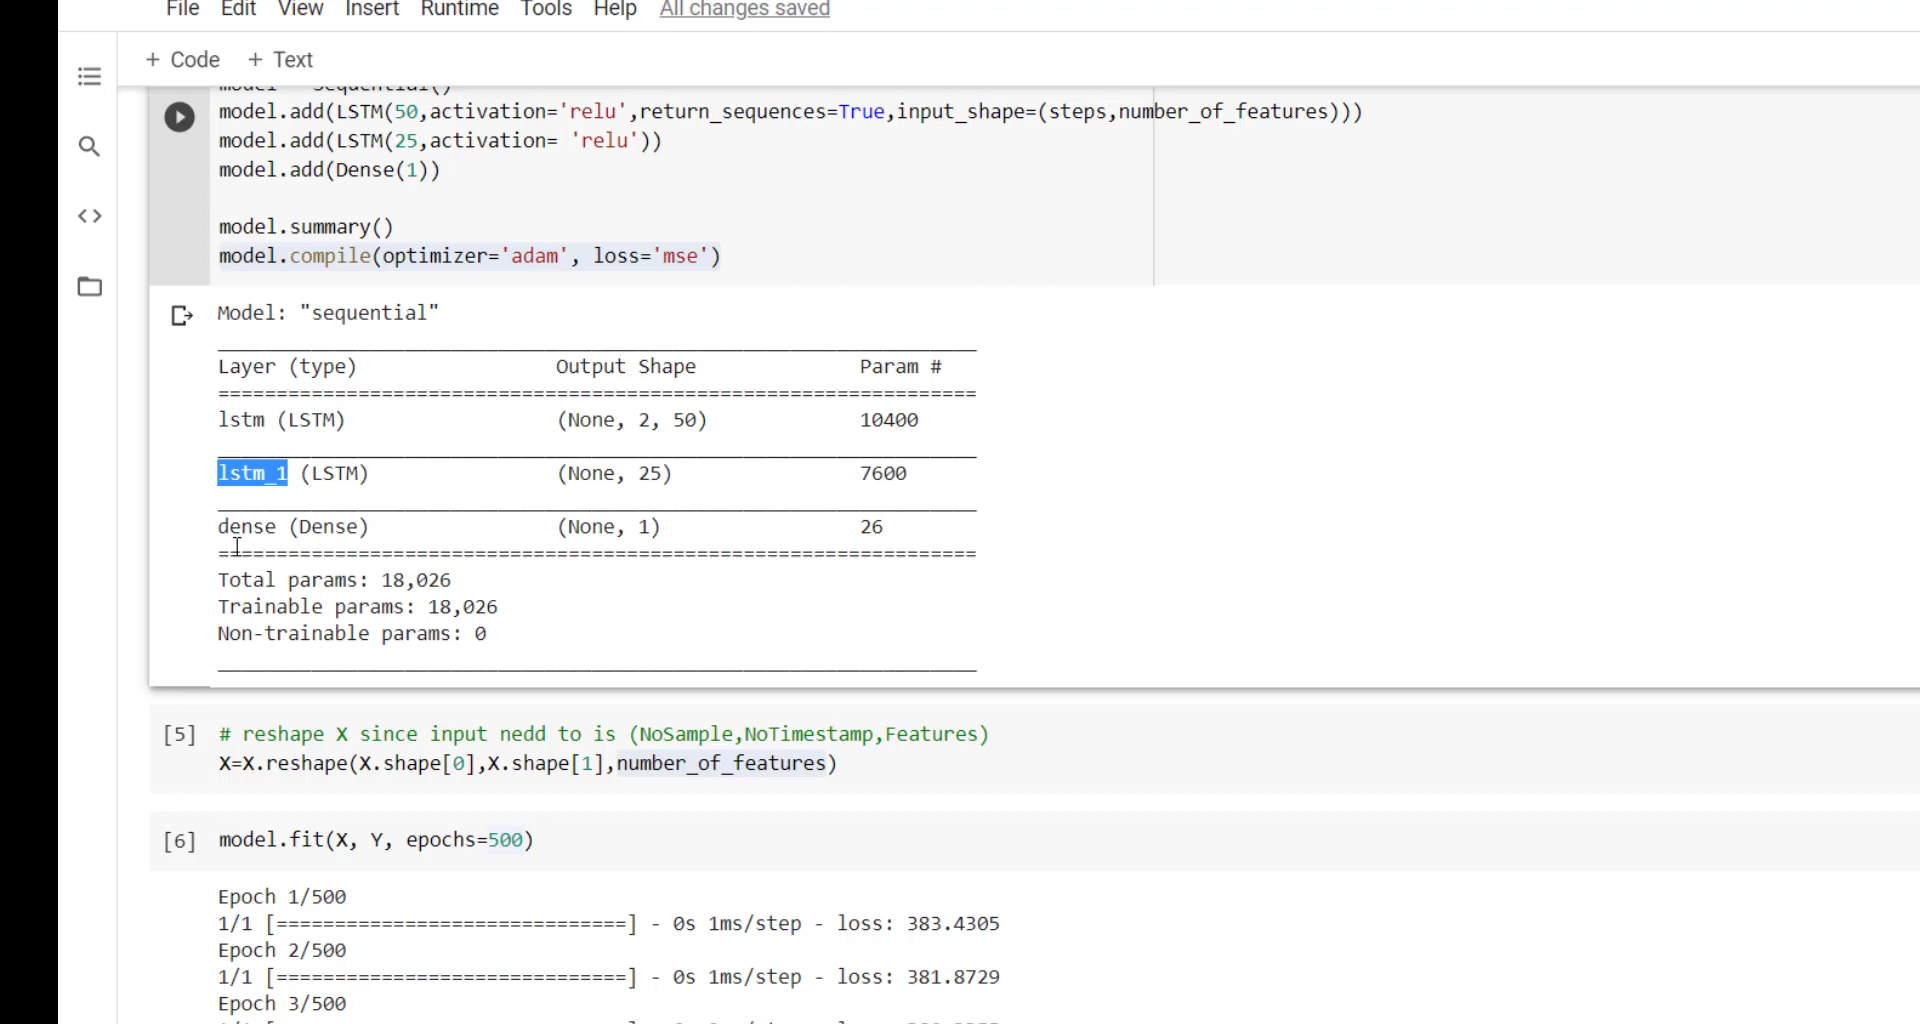 File Edit View Insert Runtime Tools Help All changes saved
+ Code + Text
model = Sequential()
model.add(LSTM(50,activation='relu',return_sequences=True,input_shape=(steps,number_of_features)))
model.add(LSTM(25,activation= 'relu'))
model.add(Dense(1))
model.summary()
model.compile(optimizer='adam', loss='mse')
Model: "sequential"
Layer (type) Output Shape Param #
=================================================================
lstm (LSTM) (None, 2, 50) 10400
lstm_1 (LSTM) (None, 25) 7600
dense (Dense) (None, 1) 26
=================================================================
Total params: 18,026
Trainable params: 18,026
Non-trainable params: 0
[5] # reshape X since input nedd to is (NoSample,NoTimestamp,Features)
X=X.reshape(X.shape[0],X.shape[1],number_of_features)
[6] model.fit(X, Y, epochs=500)
Epoch 1/500
1/1 [==============================] - 0s 1ms/step - loss: 383.4305
Epoch 2/500
1/1 [==============================] - 0s 1ms/step - loss: 381.8729
Epoch 3/500